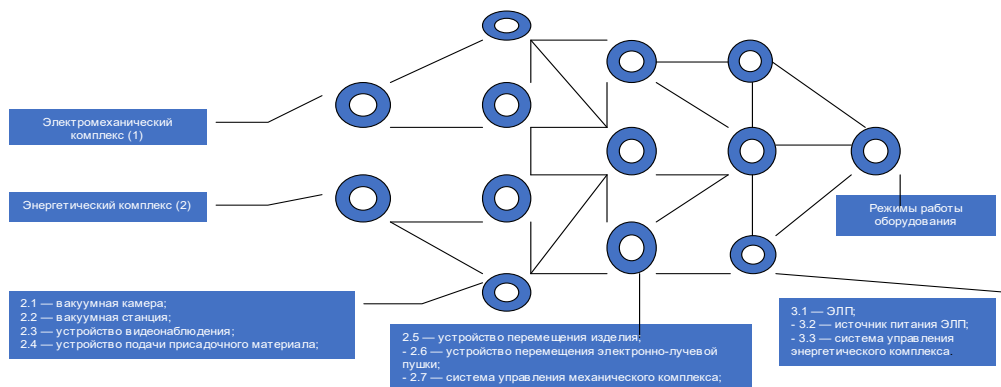 Электромеханический
комплекс (1)
Энергетический комплекс (2)
Режимы работы
оборудования
2.1 — вакуумная камера;
2.2 — вакуумная станция;
2.3 — устройство видеонаблюдения;
2.4 — устройство подачи присадочного материала;
2.5 — устройство перемещения изделия;
- 2.6 — устройство перемещения электронно-лучевой
пушки;
- 2.7 — система управления механического комплекса;
3.1 — ЭЛП;
- 3.2 — источник питания ЭЛП;
- 3.3 — система управления
энергетического комплекса.